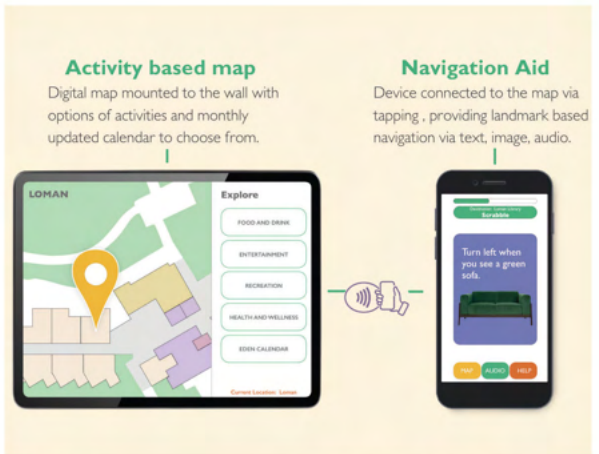 Activity based map
Digital map mounted to the wall with
options of activities and monthly
updated calendar to choose from.
Navigation Aid
Device connected to the map via
tapping , providing landmark based
navigation via text, image, audio.
LOMAN
Explore
FOOD AND DRINK
ENTERTAINMENT
RECREATION
HEALTH AND WELLNESS
EDEN CALENDAR
Current Location: Loman
Destination: Loman Library
Scrabble
Turn left when
you see a green
sofa.
MAP
AUDIO
HELP